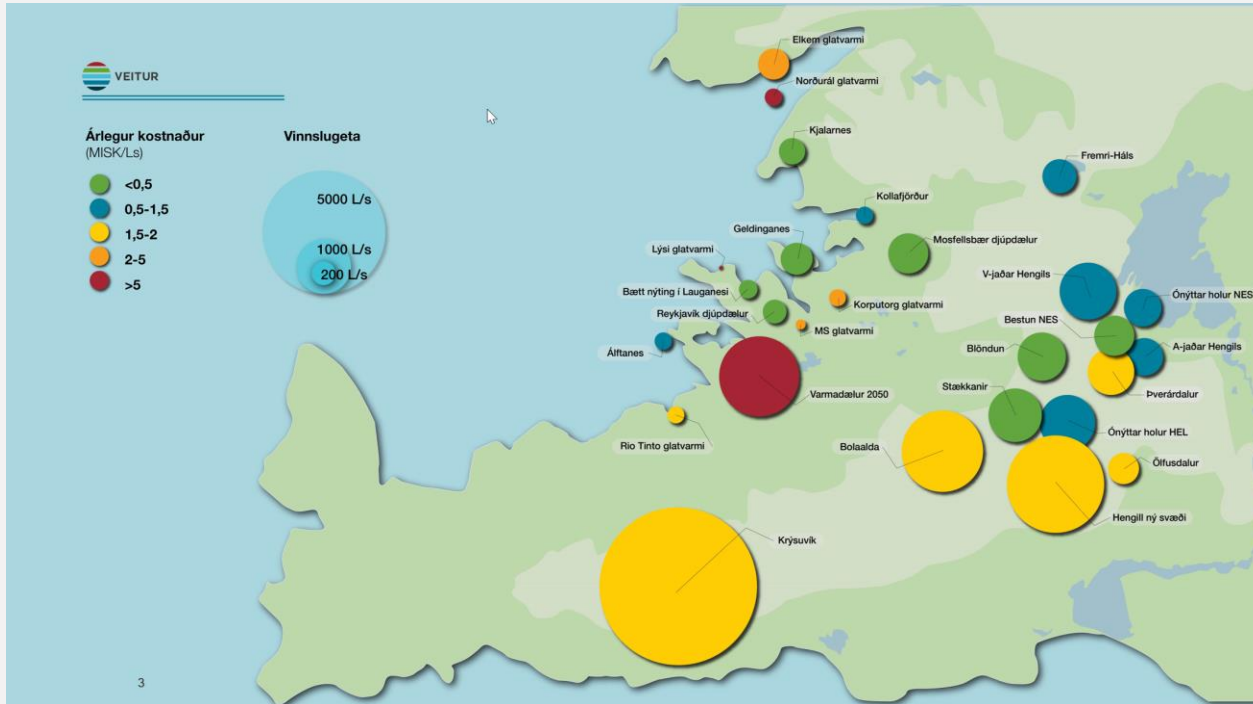 VEITUR
Árlegur kostnaður
(MISK/Ls)
<0,5
0,5-1,5
1,5-2
2-5
>5
Vinnslugeta
5000 L/s
1000 L/s
200 L/s
Elkem glatvarmi
Norðurál glatvarmi
Kjalarnes
Fremri-Háls
Kollafjörður
Geldinganes
Mosfellsbær djúpdælur
Lýsi glatvarmi
V-jaðar Hengils
Bætt nýting í Lauganesi
Korputorg glatvarmi
Ónýttar holur NES
Reykjavík djúpdælur
Bestun NES
MS glatvarmi
Álftanes
Blöndun
A-jaðar Hengils
Stækkanir
Varmadælur 2050
Þverárdalur
Rio Tinto glatvarmi
Bolaalda
Ónýttar holur HEL
Ölfusdalur
Hengill ný svæði
Krýsuvík
3